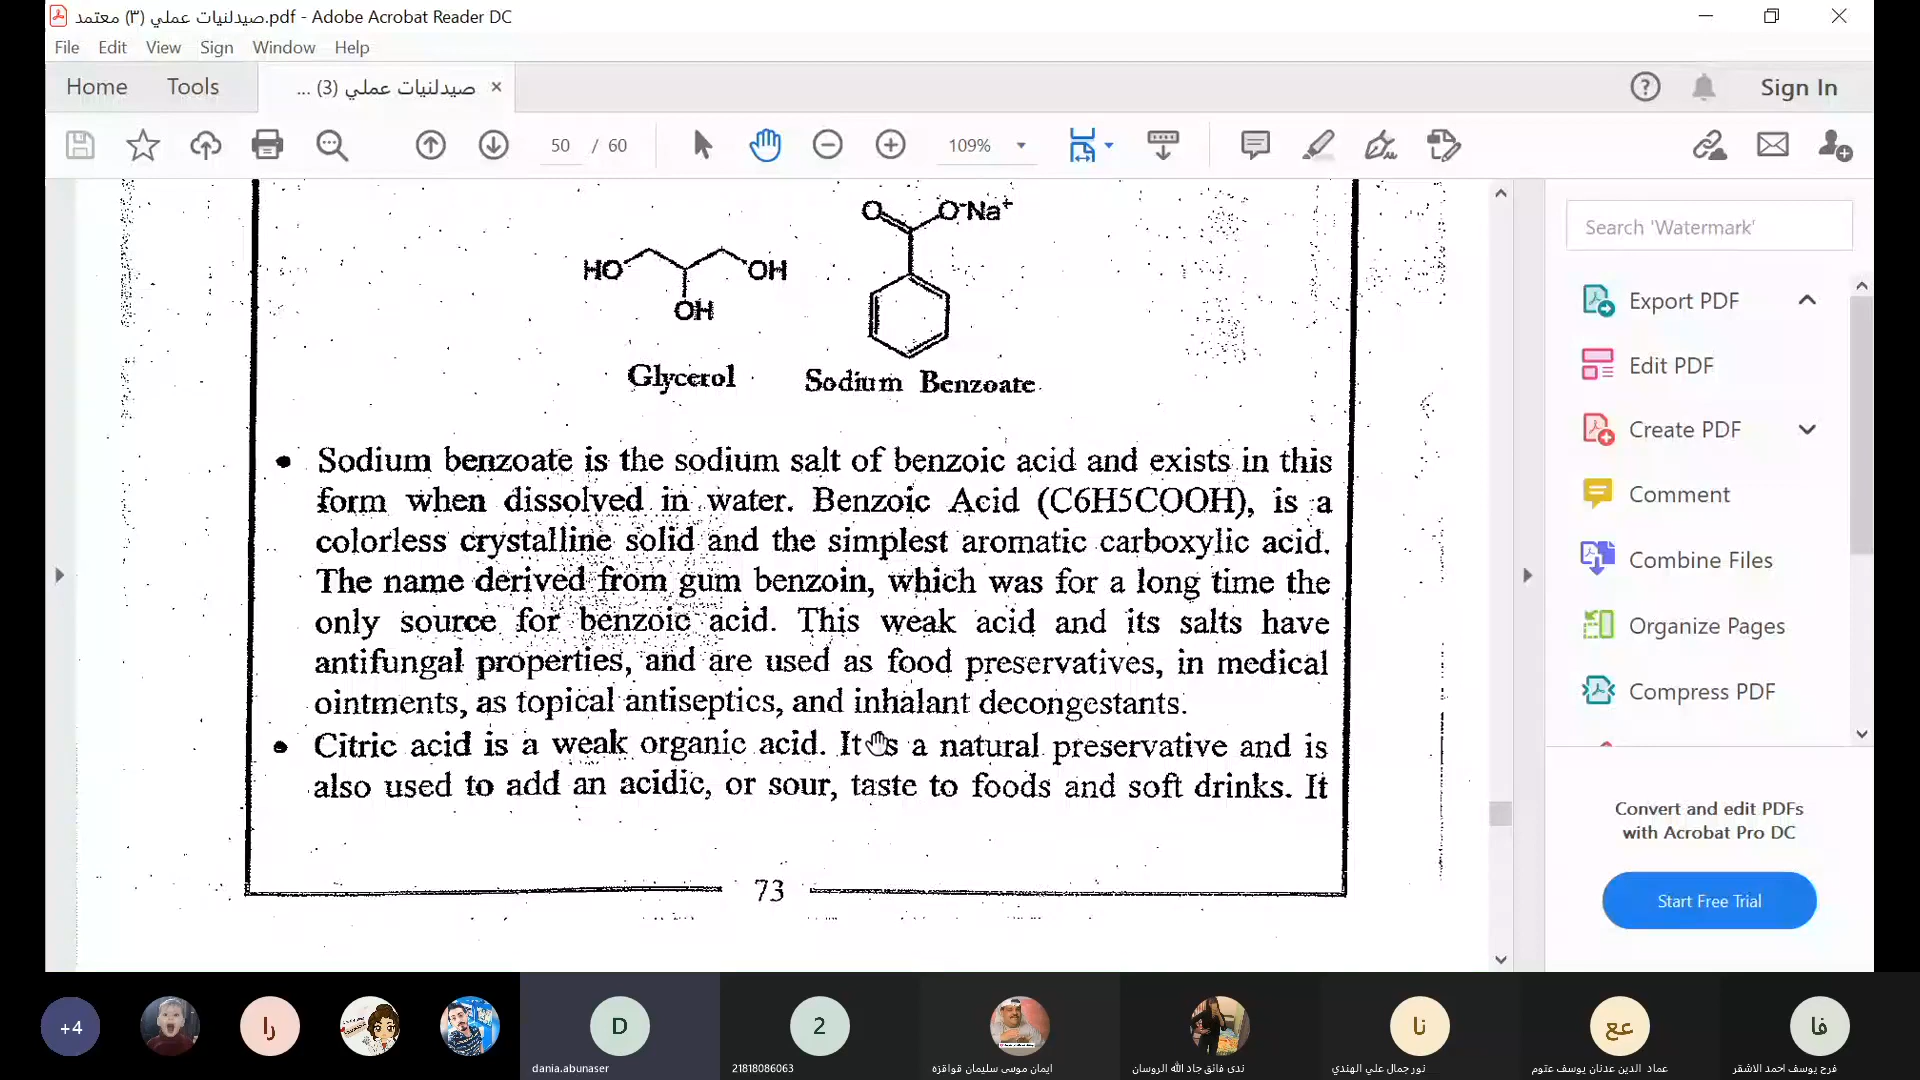 صيدلنيات عملي (٣) معتمد.pdf - Adobe Acrobat Reader DC
File Edit View Sign Window Help
Home Tools صيدلنيات عملي (3) ... × Sign In
50 / 60 109%
O O⁻Na⁺
HO OH
OH
Glycerol Sodium Benzoate
• Sodium benzoate is the sodium salt of benzoic acid and exists in this
form when dissolved in water. Benzoic Acid (C6H5COOH), is a
colorless crystalline solid and the simplest aromatic carboxylic acid.
The name derived from gum benzoin, which was for a long time the
only source for benzoic acid. This weak acid and its salts have
antifungal properties, and are used as food preservatives, in medical
ointments, as topical antiseptics, and inhalant decongestants.
• Citric acid is a weak organic acid. It is a natural preservative and is
also used to add an acidic, or sour, taste to foods and soft drinks. It
73
Search 'Watermark'
Export PDF
Edit PDF
Create PDF
Comment
Combine Files
Organize Pages
Compress PDF
Convert and edit PDFs
with Acrobat Pro DC
Start Free Trial
+4 را D 2 نا عع فا
dania.abunaser 21818086063 ايمان موسى سليمان قواقزه ندى فائق جاد الله الروسان نور جمال علي الهندي عماد الدين عدنان يوسف عتوم فرح يوسف احمد الاشقر